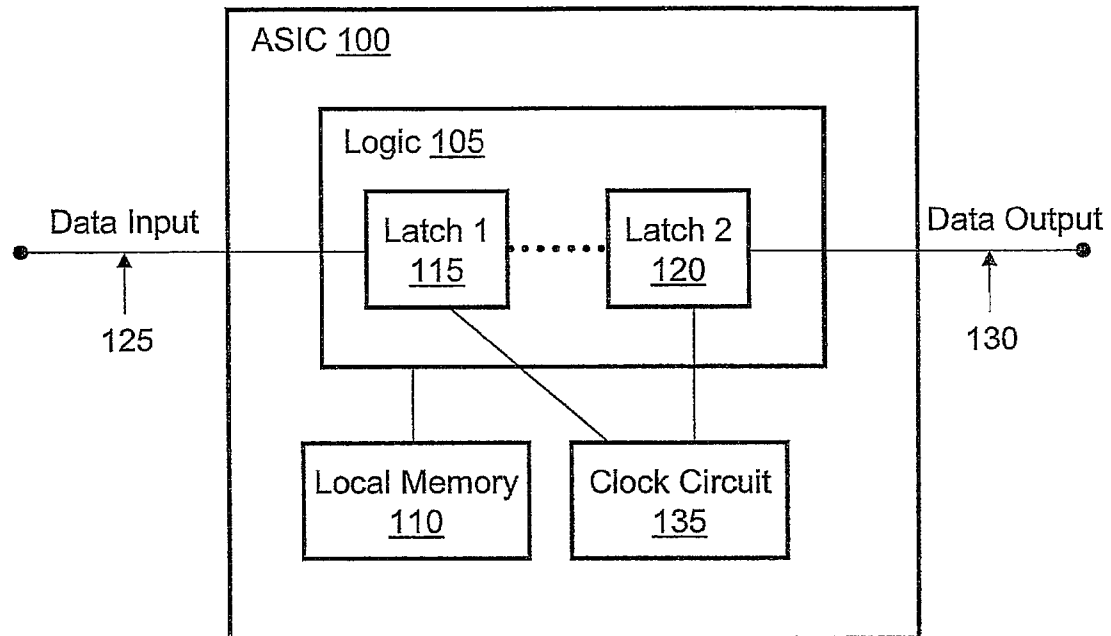 ASIC 100
Logic 105
Data Input
Latch 1
115
Latch 2
120
Data Output
125
130
Local Memory
110
Clock Circuit
135